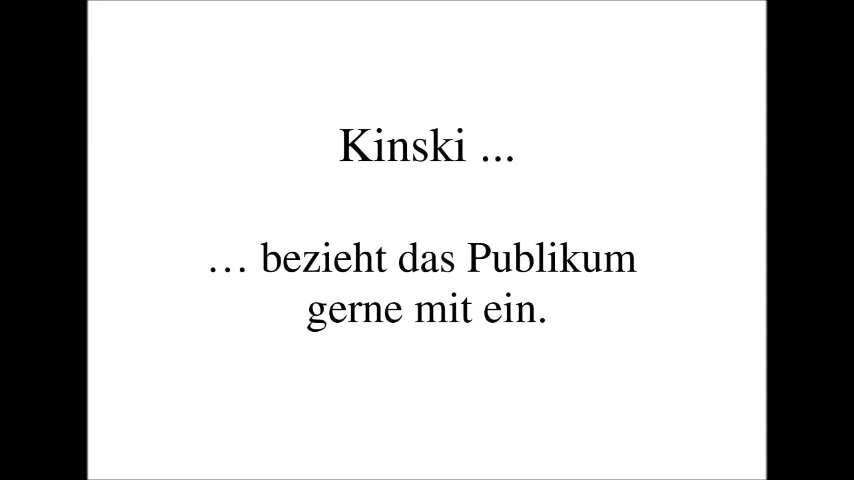 Kinski ...
… bezieht das Publikum
gerne mit ein.